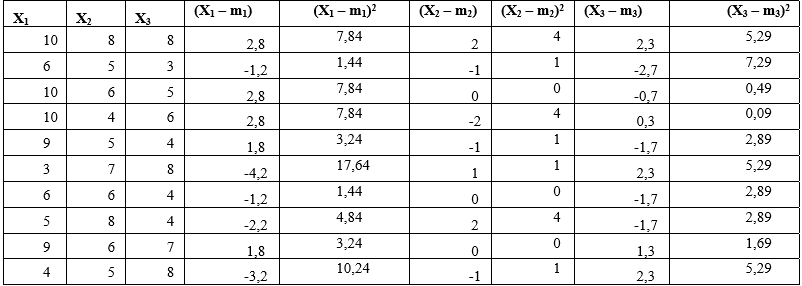 X₁ X₂ X₃ (X₁ – m₁) (X₁ – m₁)² (X₂ – m₂) (X₂ – m₂)² (X₃ – m₃) (X₃ – m₃)²
10 8 8 2,8 7,84 2 4 2,3 5,29
6 5 3 -1,2 1,44 -1 1 -2,7 7,29
10 6 5 2,8 7,84 0 0 -0,7 0,49
10 4 6 2,8 7,84 -2 4 0,3 0,09
9 5 4 1,8 3,24 -1 1 -1,7 2,89
3 7 8 -4,2 17,64 1 1 2,3 5,29
6 6 4 -1,2 1,44 0 0 -1,7 2,89
5 8 4 -2,2 4,84 2 4 -1,7 2,89
9 6 7 1,8 3,24 0 0 1,3 1,69
4 5 8 -3,2 10,24 -1 1 2,3 5,29